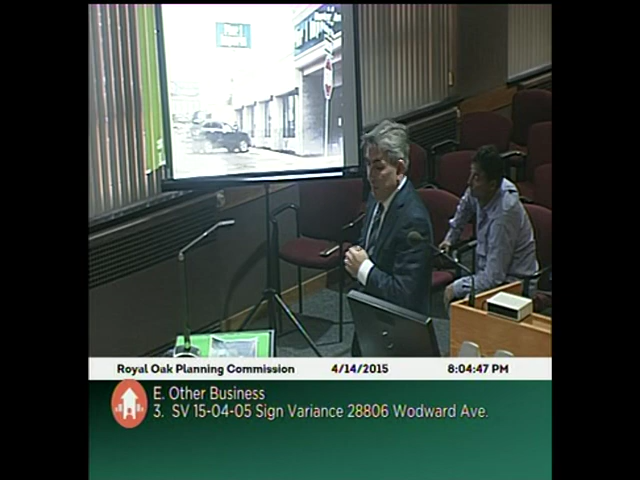 Royal Oak Planning Commission 4/14/2015 8:04:47 PM
E. Other Business
3. SV 15-04-05 Sign Variance 28806 Wodward Ave.